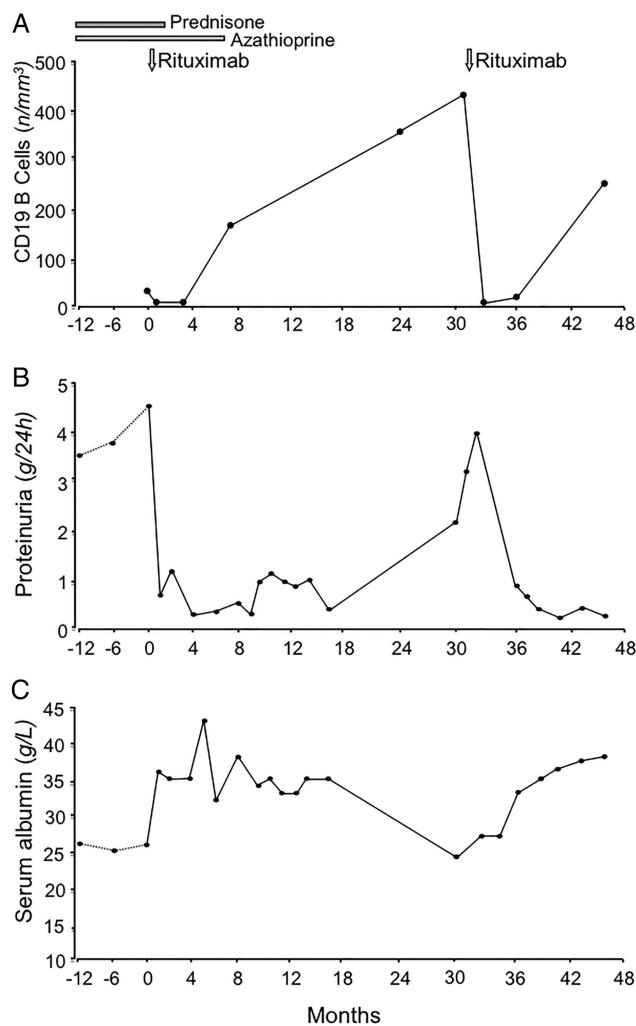 A
Prednisone
Azathioprine
Rituximab Rituximab
CD19 B Cells (n/mm³)
500
400
300
200
100
0
-12 -6 0 4 8 12 18 24 30 36 42 48
B
Proteinuria (g/24h)
5
4
3
2
1
0
-12 -6 0 4 8 12 18 24 30 36 42 48
C
Serum albumin (g/L)
45
40
35
30
25
20
15
10
-12 -6 0 4 8 12 18 24 30 36 42 48
Months